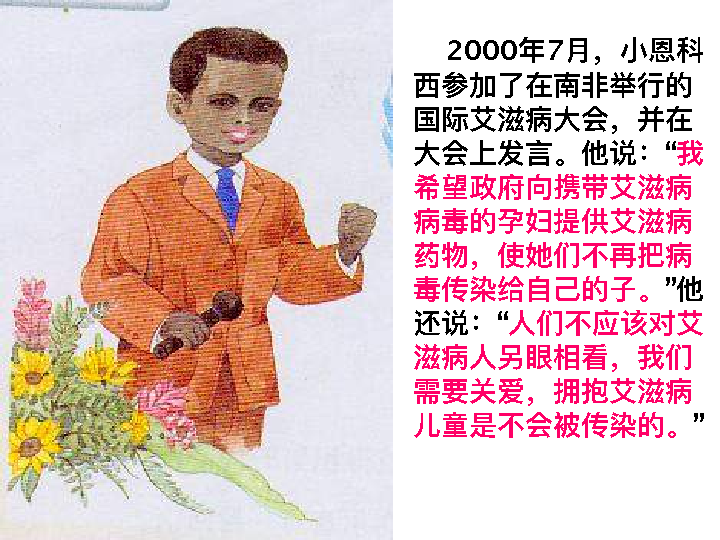 2000年7月，小恩科
西参加了在南非举行的
国际艾滋病大会，并在
大会上发言。他说：“我
希望政府向携带艾滋病
病毒的孕妇提供艾滋病
药物，使她们不再把病
毒传染给自己的子。”他
还说：“人们不应该对艾
滋病人另眼相看，我们
需要关爱，拥抱艾滋病
儿童是不会被传染的。”